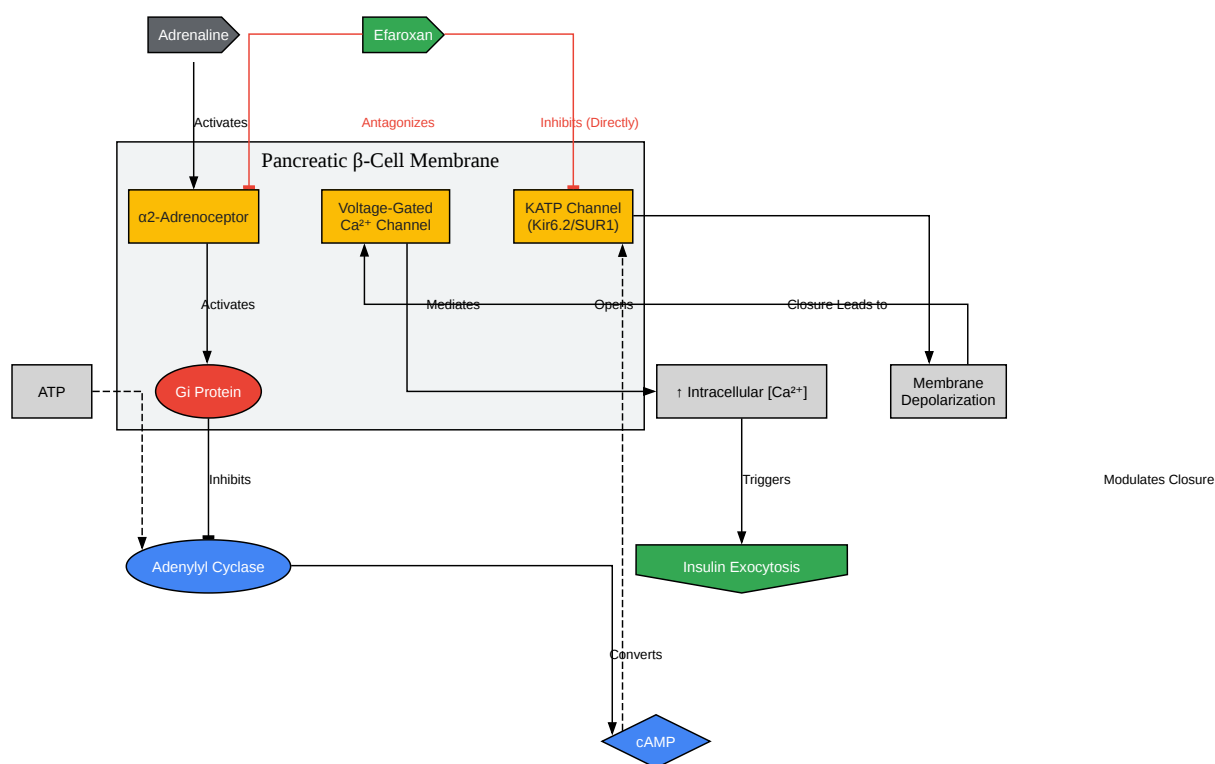 Adrenaline
Efaroxan
Activates
Antagonizes
Inhibits (Directly)
Pancreatic β-Cell Membrane
α2-Adrenoceptor
Voltage-Gated
Ca²⁺ Channel
KATP Channel
(Kir6.2/SUR1)
Activates
Mediates
Opens
Closure Leads to
ATP
Gi Protein
↑ Intracellular [Ca²⁺]
Membrane
Depolarization
Inhibits
Triggers
Modulates Closure
Adenylyl Cyclase
Insulin Exocytosis
Converts
cAMP